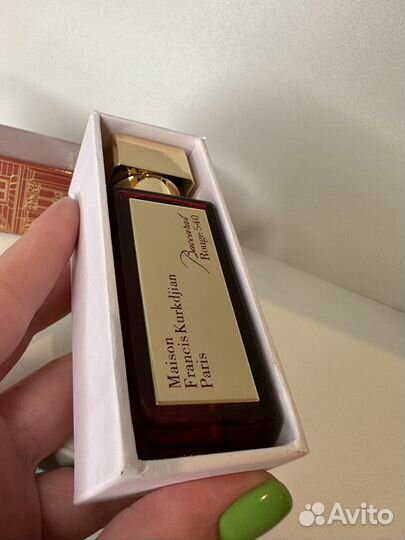 Baccarat
Rouge 540
Maison
Francis Kurkdjian
Paris
Avito